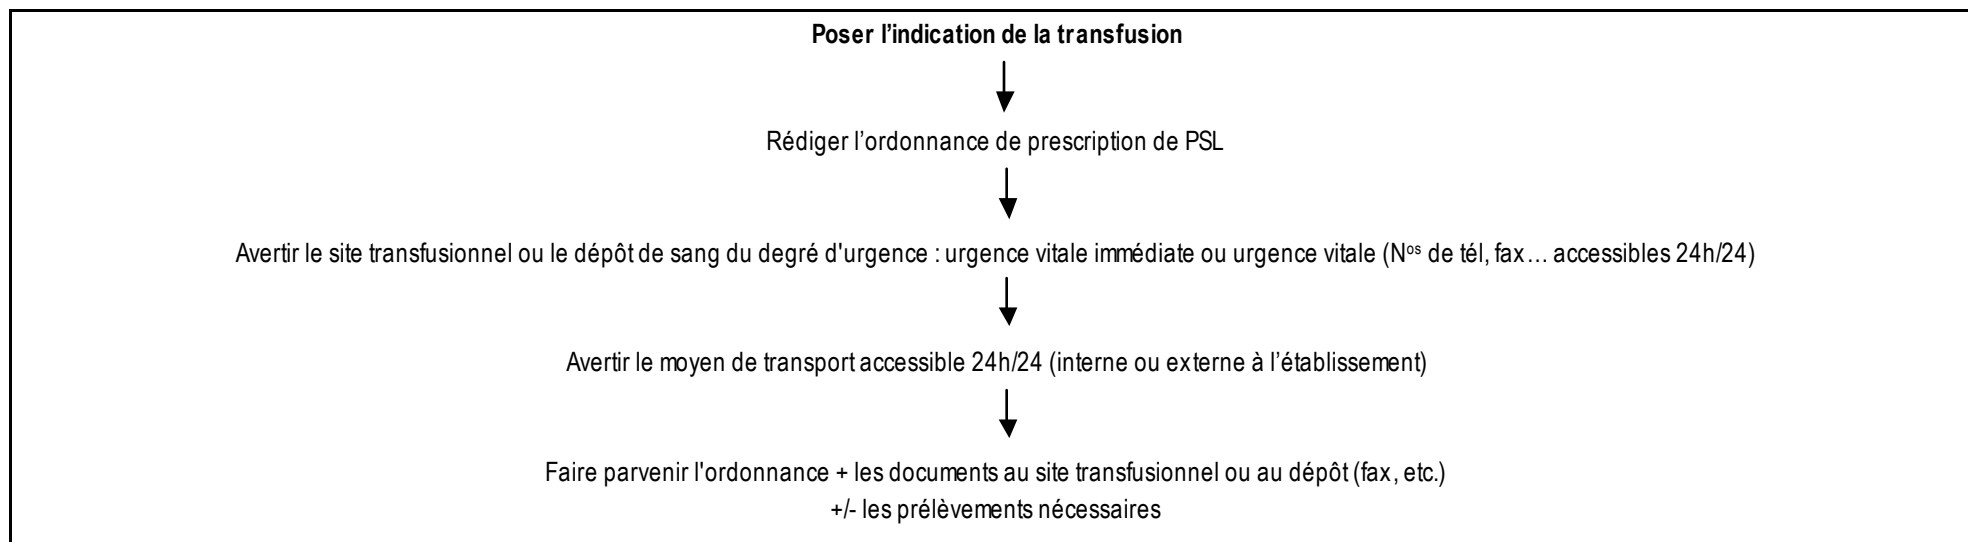 Poser l’indication de la transfusion
Rédiger l’ordonnance de prescription de PSL
Avertir le site transfusionnel ou le dépôt de sang du degré d'urgence : urgence vitale immédiate ou urgence vitale (Nos de tél, fax… accessibles 24h/24)
Avertir le moyen de transport accessible 24h/24 (interne ou externe à l’établissement)
Faire parvenir l'ordonnance + les documents au site transfusionnel ou au dépôt (fax, etc.)
+/- les prélèvements nécessaires